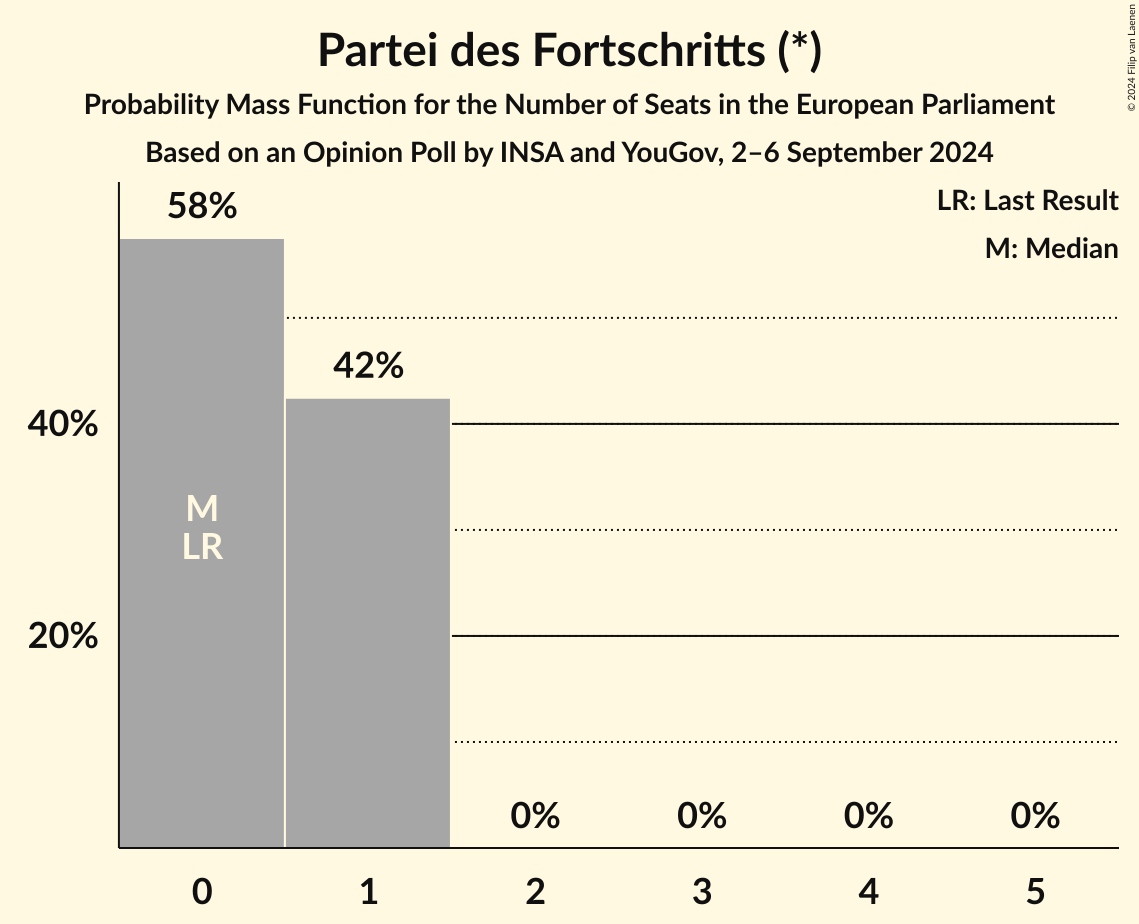 Partei des Fortschritts (*)
Probability Mass Function for the Number of Seats in the European Parliament
Based on an Opinion Poll by INSA and YouGov, 2–6 September 2024
© 2024 Filip van Laenen
LR: Last Result
M: Median
58%
42%
40%
M
LR
20%
0% 0% 0% 0%
0 1 2 3 4 5